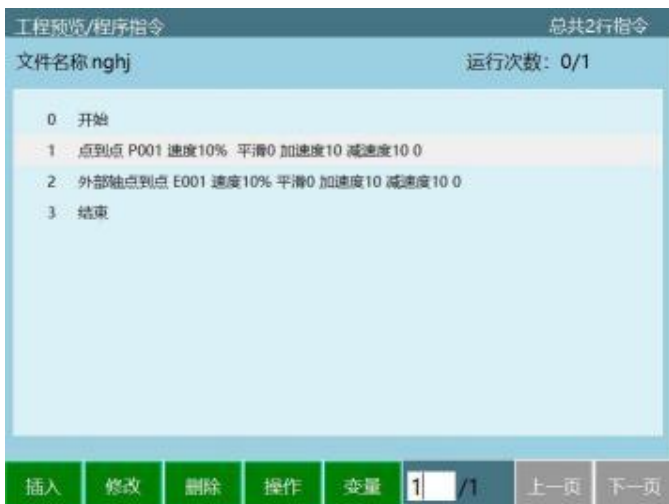 工程预览/程序指令 总共2行指令
文件名称 nghj 运行次数：0/1
0 开始
1 点到点 P001 速度10% 平滑0 加速度10 减速度10 0
2 外部轴点到点 E001 速度10% 平滑0 加速度10 减速度10 0
3 结束
插入 修改 删除 操作 变量 1 /1 上一页 下一页